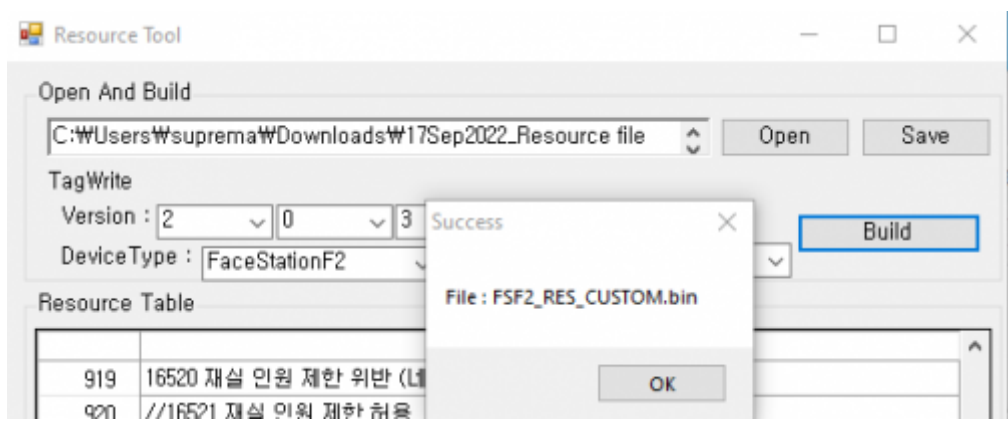 Resource Tool
Open And Build
C:₩Users₩suprema₩Downloads₩17Sep2022_Resource file
Open
Save
TagWrite
Version : 2 0 3
Build
DeviceType : FaceStationF2
Success
File : FSF2_RES_CUSTOM.bin
OK
Resource Table
919 16520 재실 인원 제한 위반
920 //16521 재실 인원 제한 허용